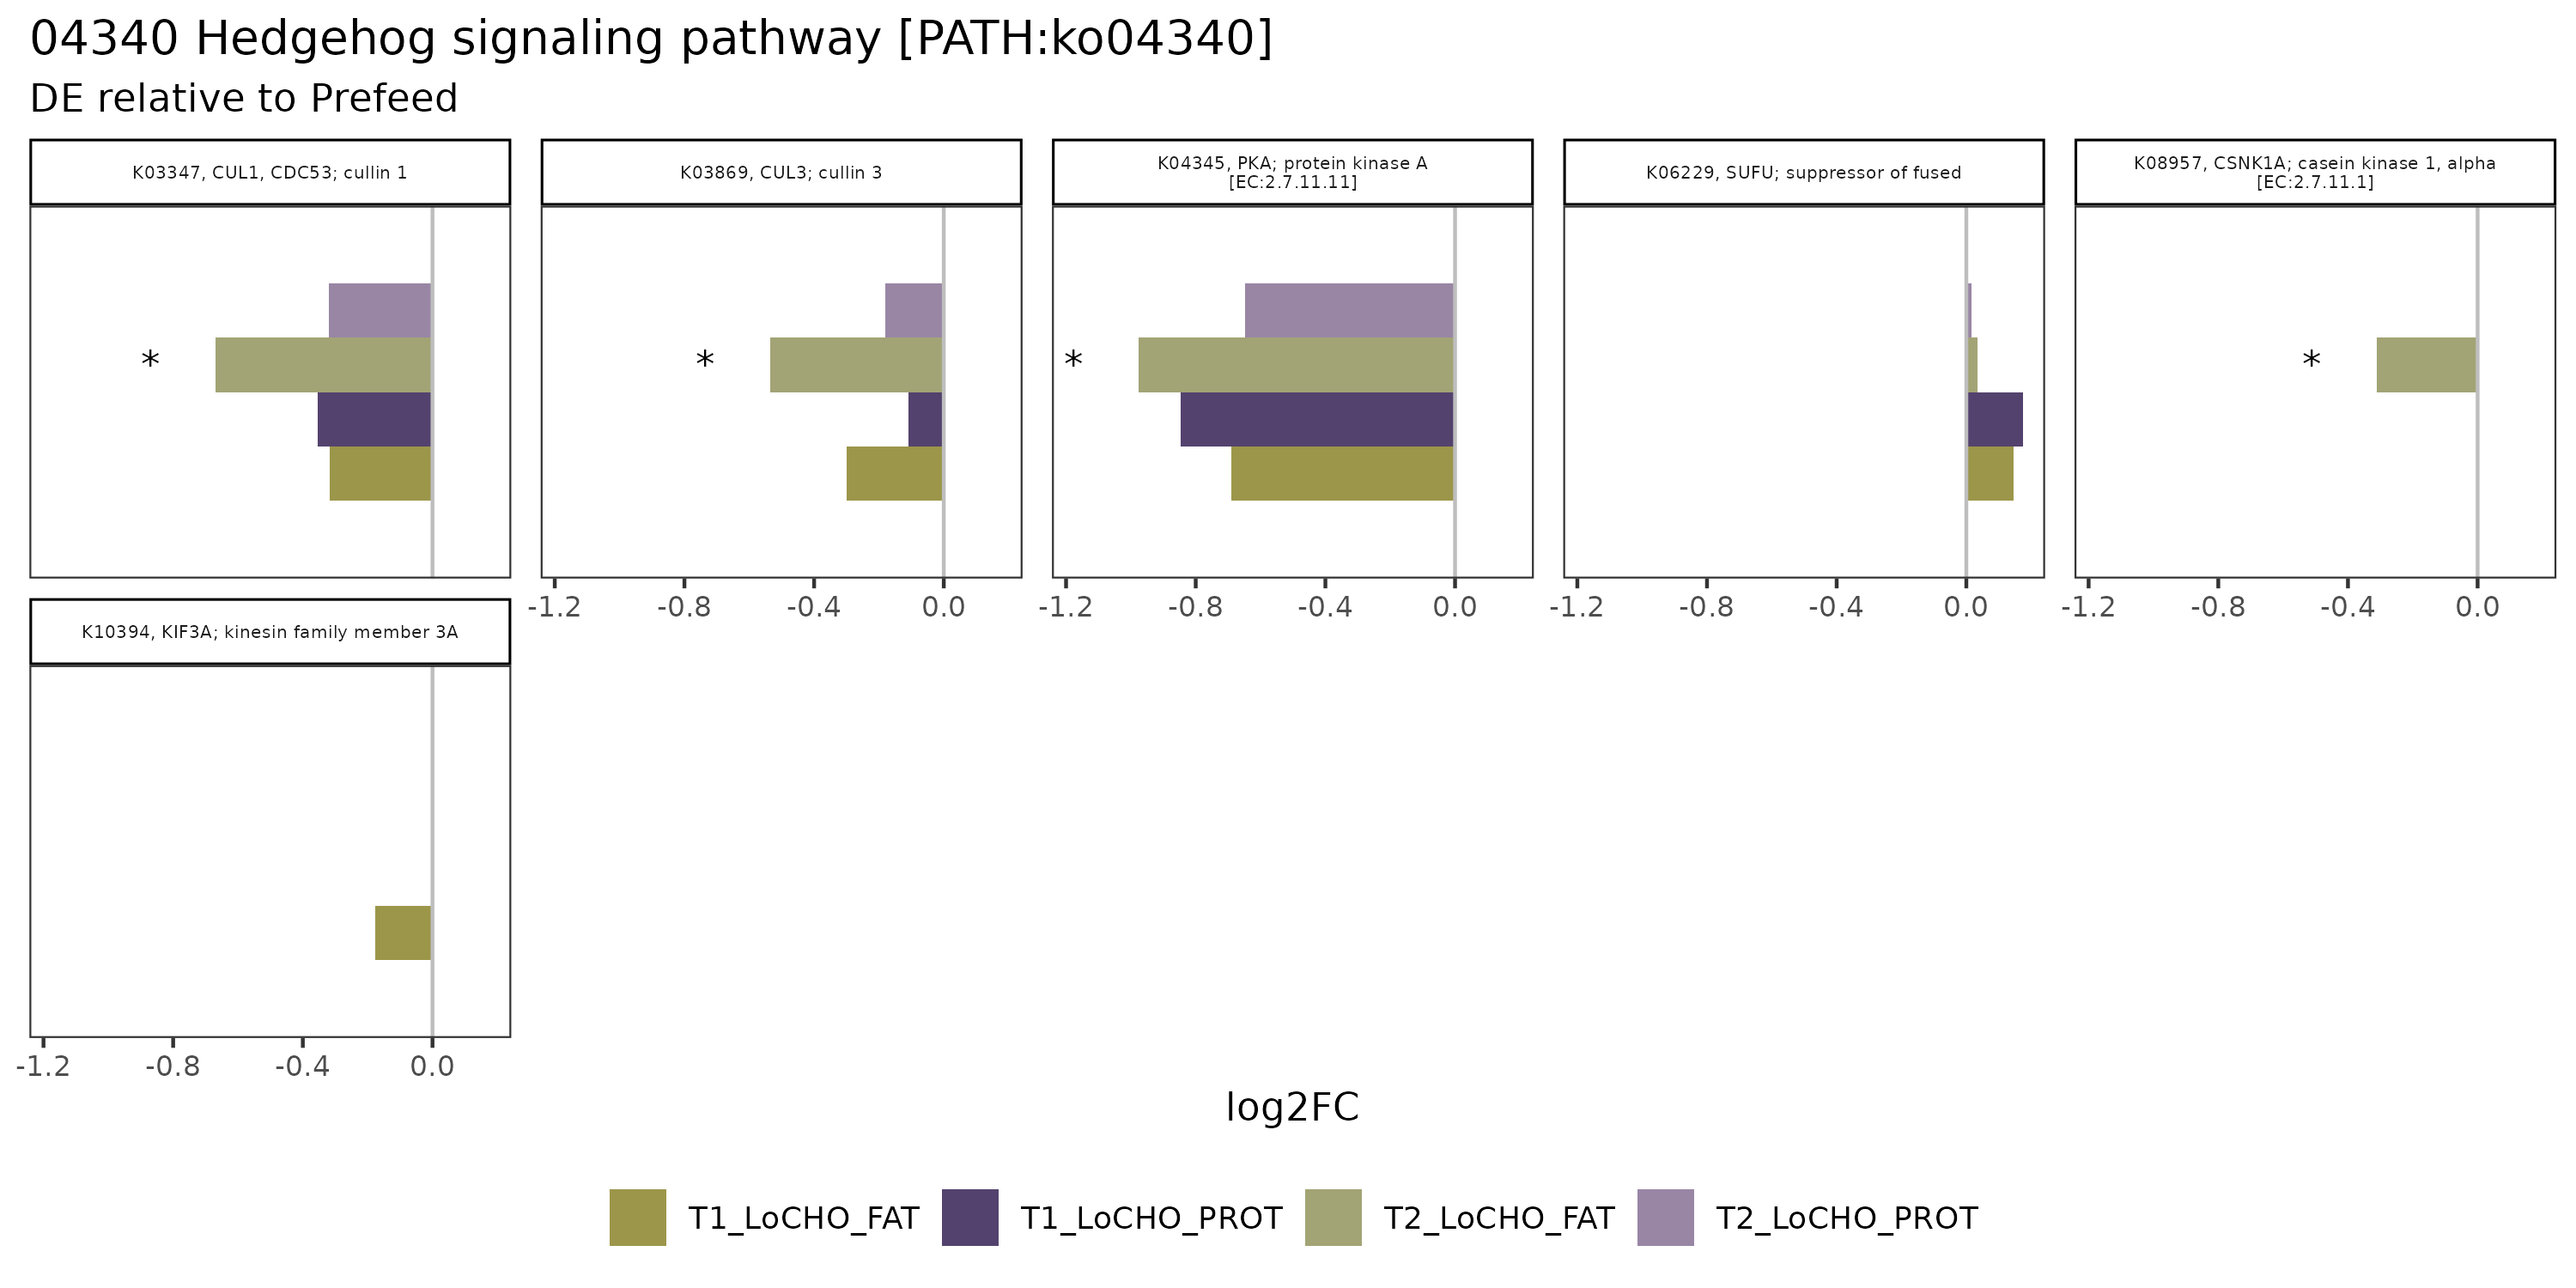 04340 Hedgehog signaling pathway [PATH:ko04340]
DE relative to Prefeed
K03347, CUL1, CDC53; cullin 1
K03869, CUL3; cullin 3
K04345, PKA; protein kinase A
[EC:2.7.11.11]
K06229, SUFU; suppressor of fused
K08957, CSNK1A; casein kinase 1, alpha
[EC:2.7.11.1]
*
*
*
*
-1.2 -0.8 -0.4 0.0
-1.2 -0.8 -0.4 0.0
-1.2 -0.8 -0.4 0.0
-1.2 -0.8 -0.4 0.0
K10394, KIF3A; kinesin family member 3A
-1.2 -0.8 -0.4 0.0
log2FC
T1_LoCHO_FAT
T1_LoCHO_PROT
T2_LoCHO_FAT
T2_LoCHO_PROT